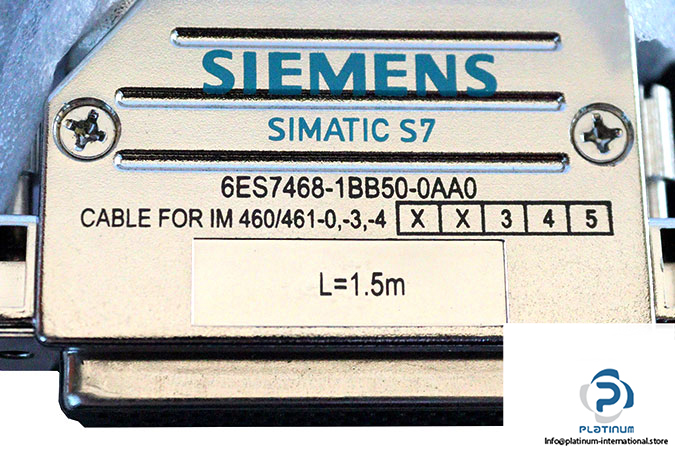 SIEMENS
SIMATIC S7
6ES7468-1BB50-0AA0
CABLE FOR IM 460/461-0,-3,-4 X X 3 4 5
L=1.5m
PLATINUM
Info@platinum-international.store